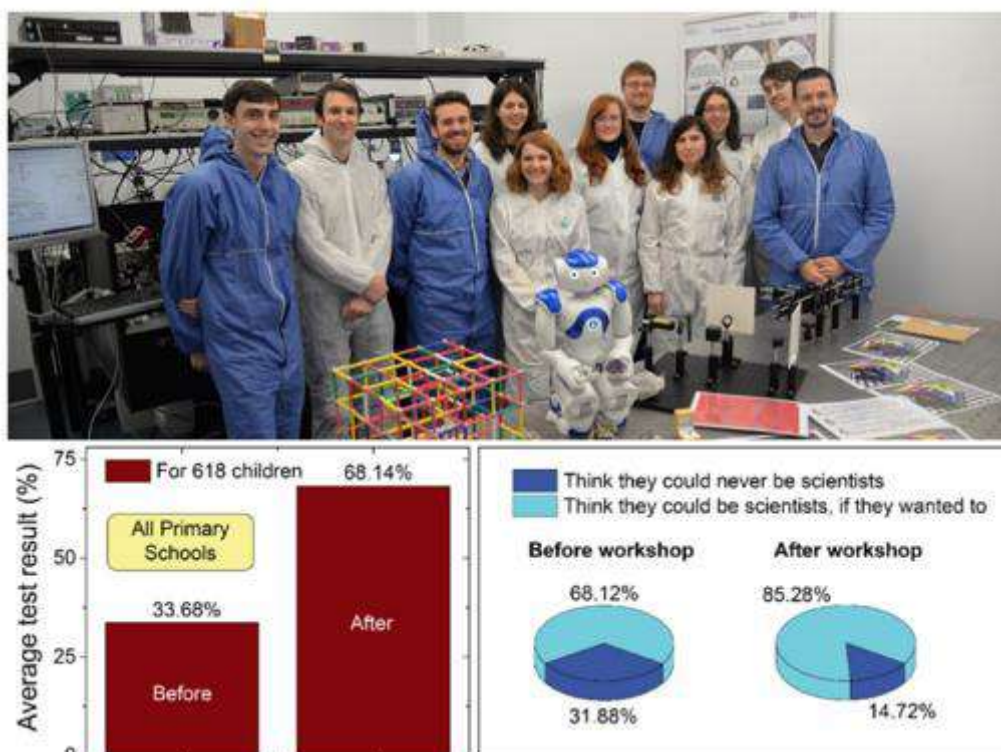 75
50
25
0
Average test result (%)
For 618 children
68.14%
All Primary
Schools
33.68%
After
Before
Think they could never be scientists
Think they could be scientists, if they wanted to
Before workshop
After workshop
68.12%
85.28%
31.88%
14.72%